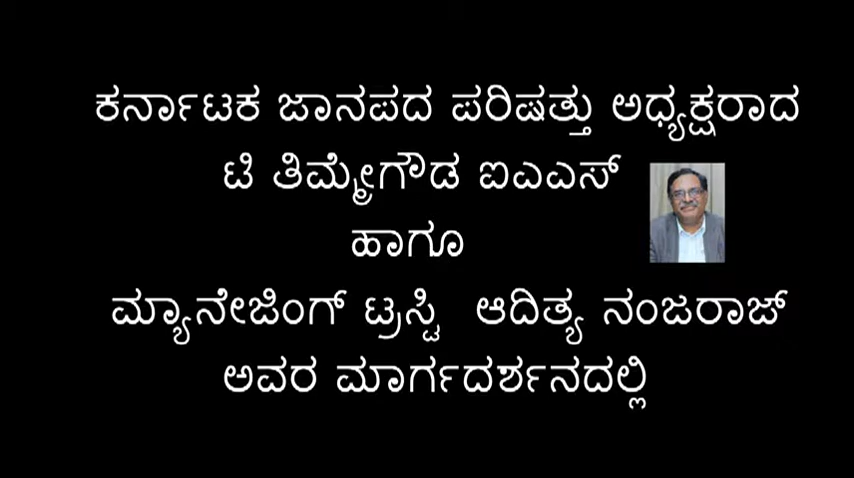 ಕರ್ನಾಟಕ ಜಾನಪದ ಪರಿಷತ್ತು ಅಧ್ಯಕ್ಷರಾದ
ಟಿ ತಿಮ್ಮೇಗೌಡ ಐಎಎಸ್
ಹಾಗೂ
ಮ್ಯಾನೇಜಿಂಗ್ ಟ್ರಸ್ಟಿ ಆದಿತ್ಯ ನಂಜರಾಜ್
ಅವರ ಮಾರ್ಗದರ್ಶನದಲ್ಲಿ